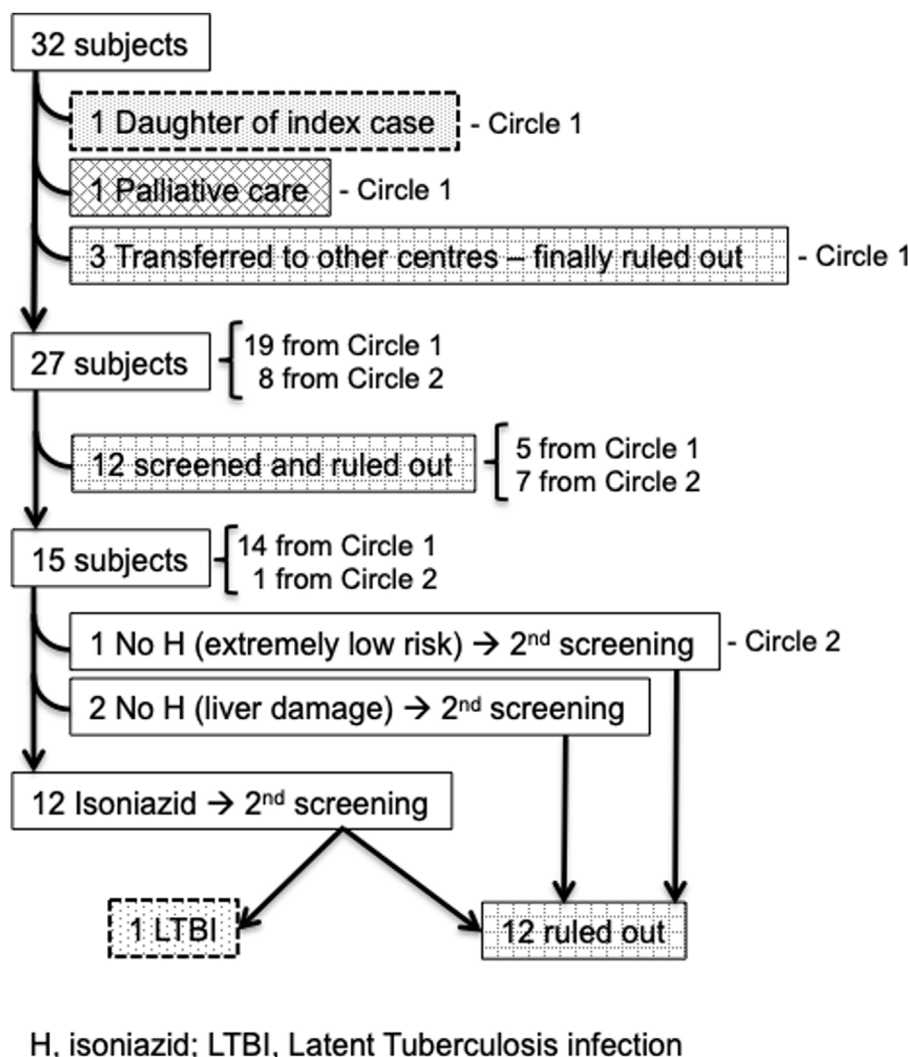 32 subjects
1 Daughter of index case - Circle 1
1 Palliative care - Circle 1
3 Transferred to other centres – finally ruled out - Circle 1
27 subjects
19 from Circle 1
8 from Circle 2
12 screened and ruled out
5 from Circle 1
7 from Circle 2
15 subjects
14 from Circle 1
1 from Circle 2
1 No H (extremely low risk) → 2nd screening - Circle 2
2 No H (liver damage) → 2nd screening
12 Isoniazid → 2nd screening
1 LTBI
12 ruled out
H, isoniazid; LTBI, Latent Tuberculosis infection